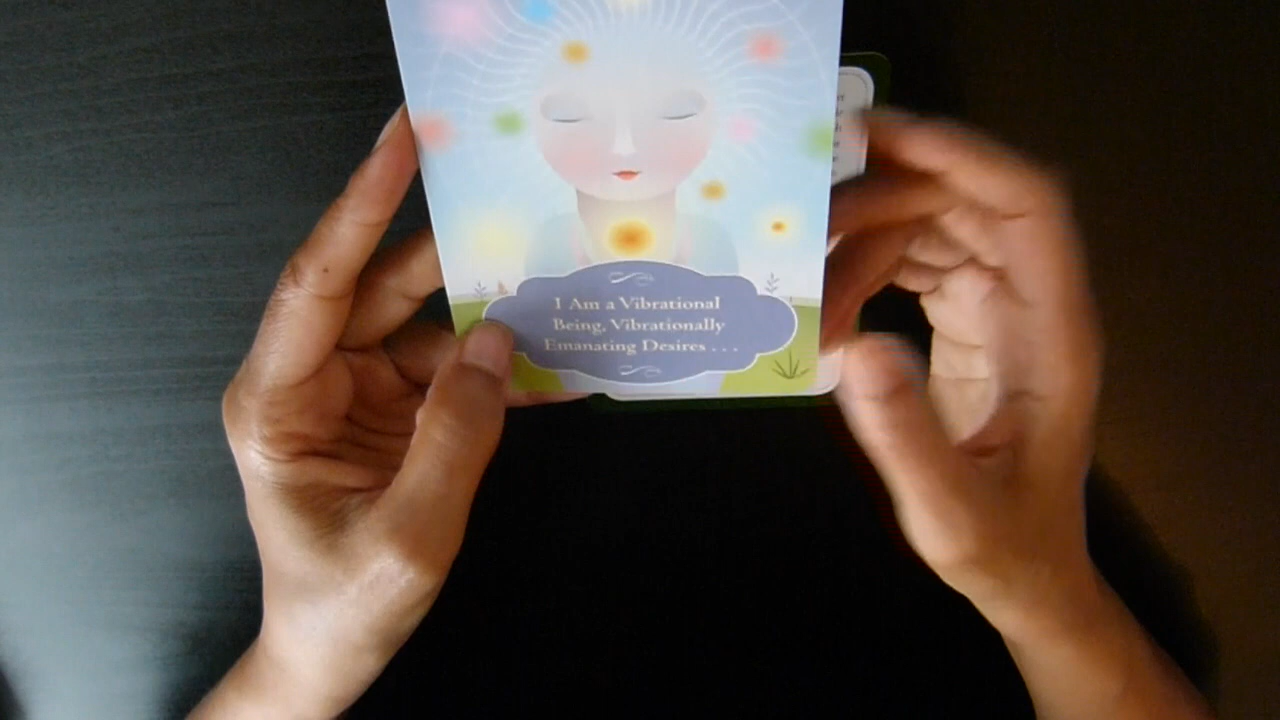 I Am a Vibrational
Being, Vibrationally
Emanating Desires . . .